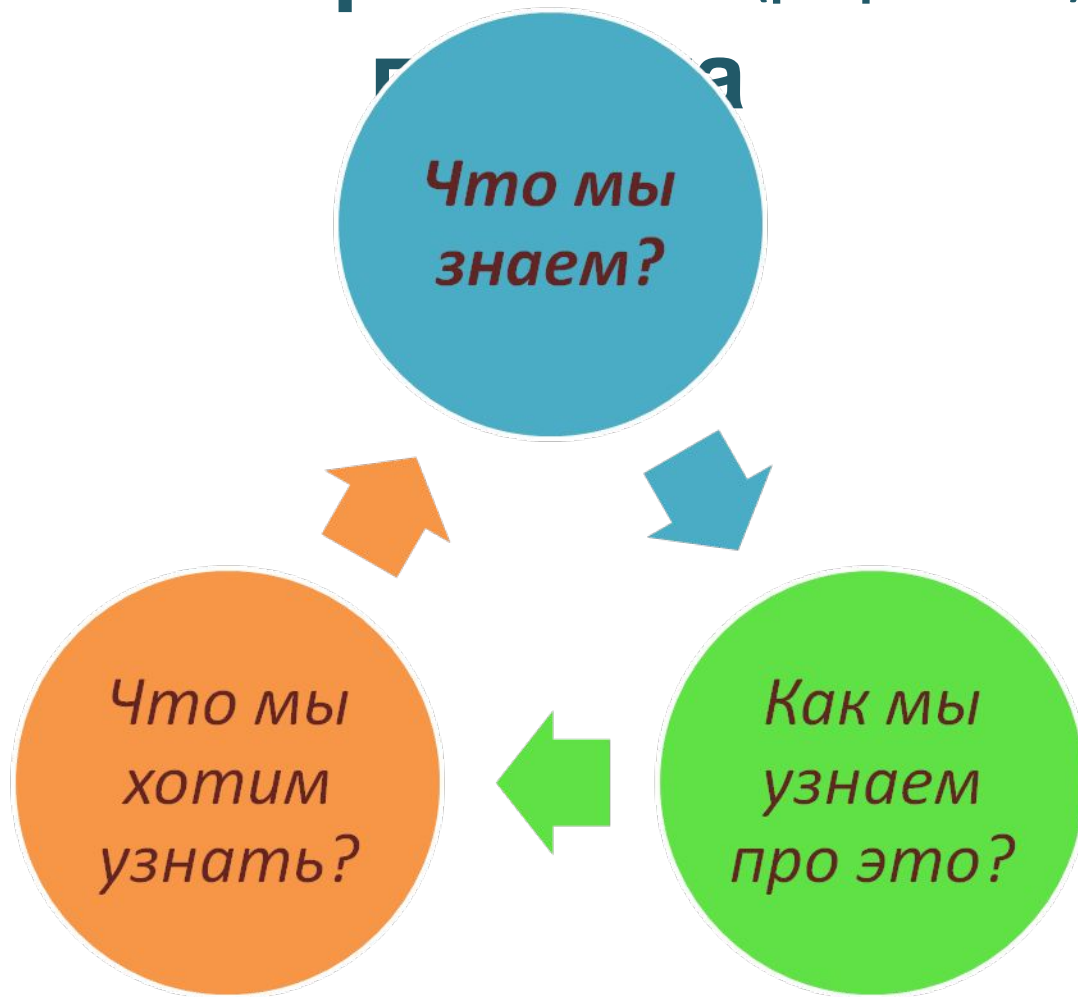 Что мы
знаем?
Как мы
узнаем
про это?
Что мы
хотим
узнать?